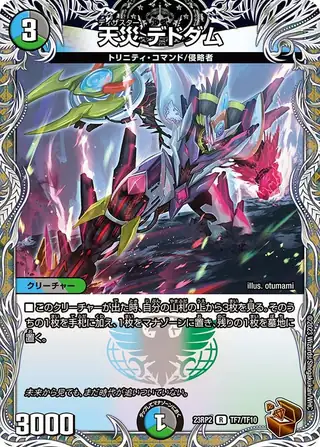 3
天災 デドダム
トリニティ・コマンド/侵略者
illus. otumami
クリーチャー
■このクリーチャーが出た時、自分の山札の上から3枚を見る。そのう
ちの1枚を手札に加え、1枚をマナゾーンに置き、残りの1枚を墓地に
置く。
未来から見ても、まだ時代が追いついていない。
3000
1
23RP2 R TF7/TF10